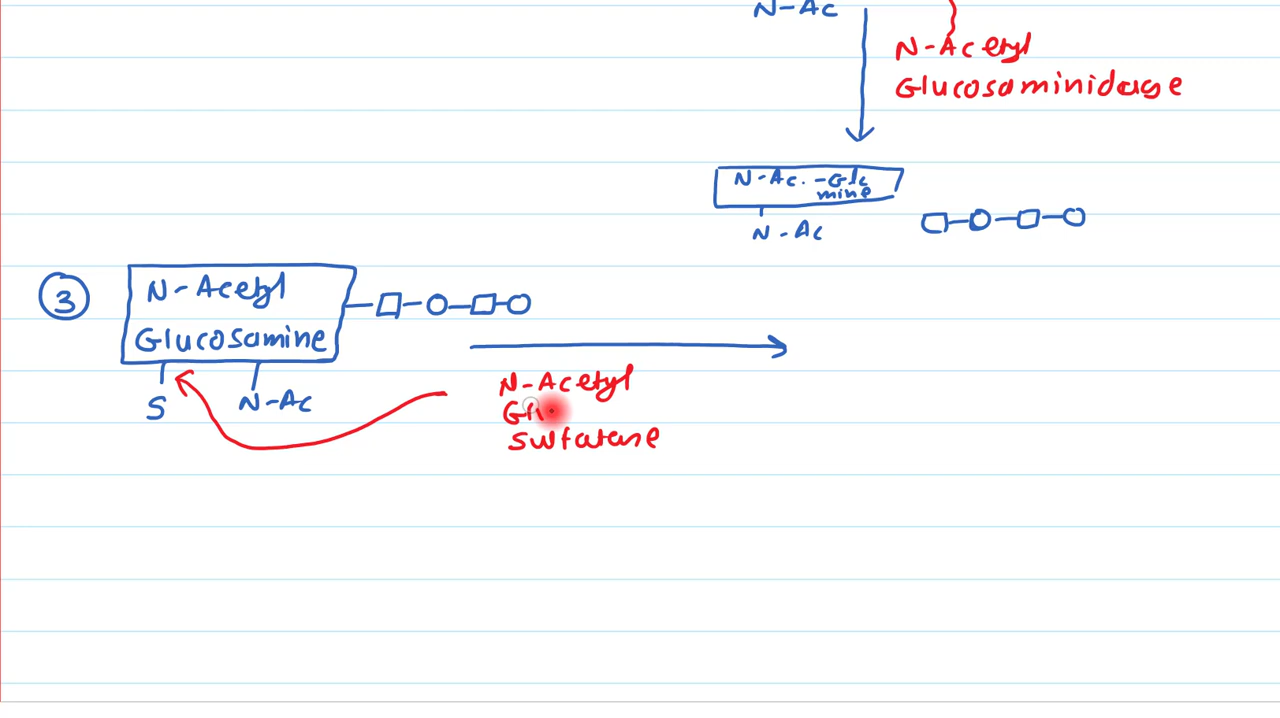 N-Ac
N-Acetyl
Glucosaminidase
N-Ac. -Glc
mine
N-Ac
3
N-Acetyl
Glucosamine
S
N-Ac
N-Acetyl
Sulfatase